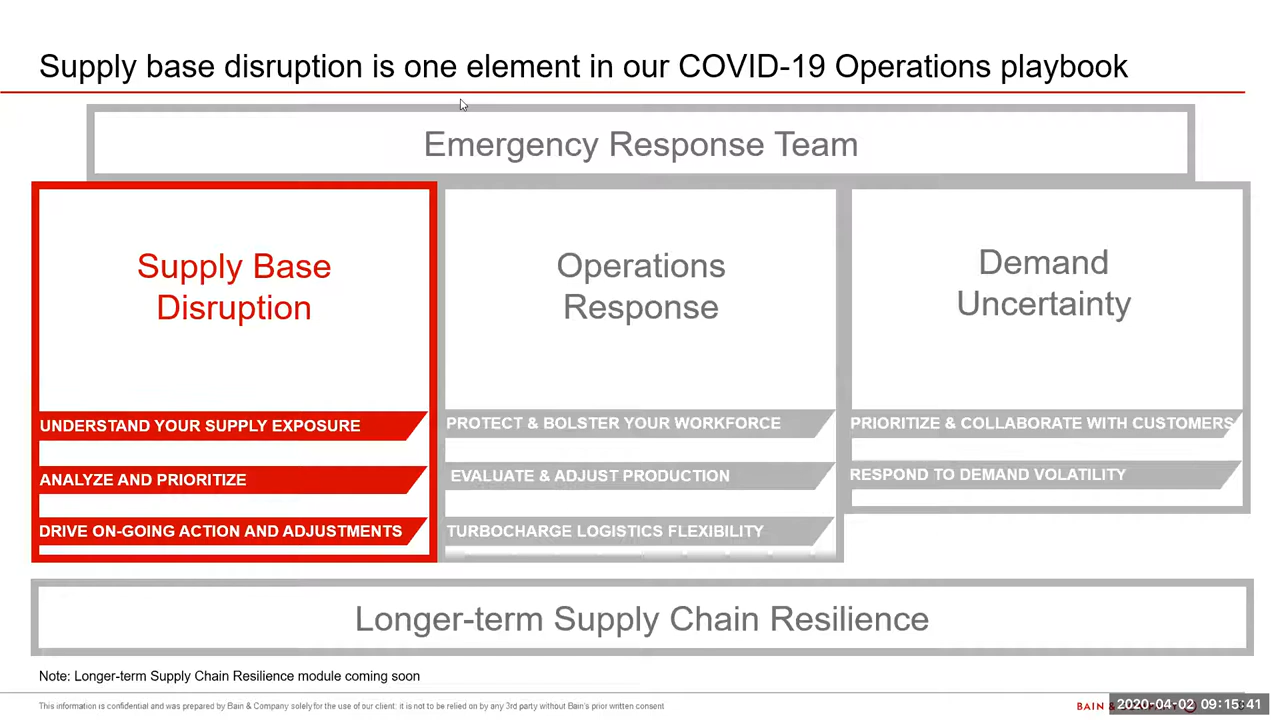 Supply base disruption is one element in our COVID-19 Operations playbook
Emergency Response Team
Supply Base
Disruption
UNDERSTAND YOUR SUPPLY EXPOSURE
ANALYZE AND PRIORITIZE
DRIVE ON-GOING ACTION AND ADJUSTMENTS
Operations
Response
PROTECT & BOLSTER YOUR WORKFORCE
EVALUATE & ADJUST PRODUCTION
TURBOCHARGE LOGISTICS FLEXIBILITY
Demand
Uncertainty
PRIORITIZE & COLLABORATE WITH CUSTOMERS
RESPOND TO DEMAND VOLATILITY
Longer-term Supply Chain Resilience
Note: Longer-term Supply Chain Resilience module coming soon
This information is confidential and was prepared by Bain & Company solely for the use of our client; it is not to be relied on by any 3rd party without Bain's prior written consent
BAIN
2020-04-02 09:15:41